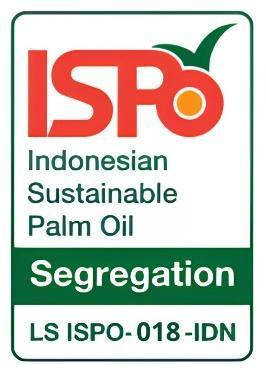 ISPO
Indonesian
Sustainable
Palm Oil
Segregation
LS ISPO-018-IDN